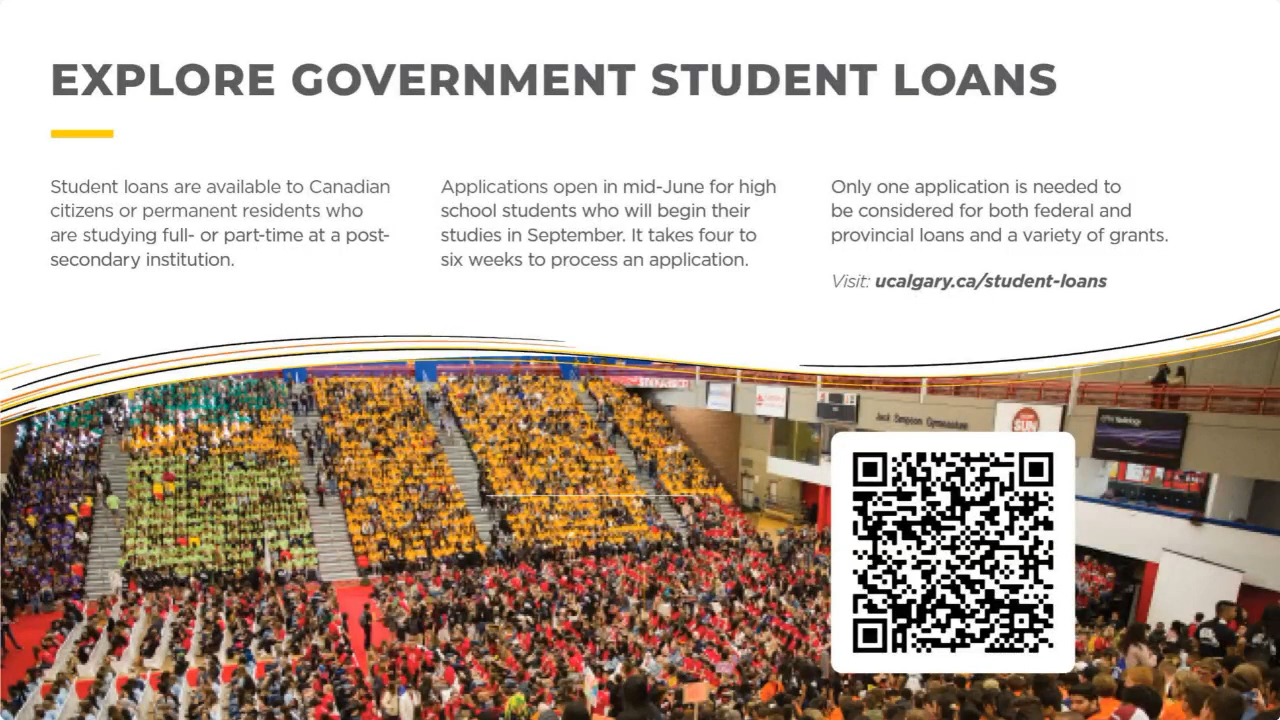 EXPLORE GOVERNMENT STUDENT LOANS
Student loans are available to Canadian
citizens or permanent residents who
are studying full- or part-time at a post-
secondary institution.
Applications open in mid-June for high
school students who will begin their
studies in September. It takes four to
six weeks to process an application.
Only one application is needed to
be considered for both federal and
provincial loans and a variety of grants.
Visit: ucalgary.ca/student-loans
Jack Simpson Gymnasium
SUN